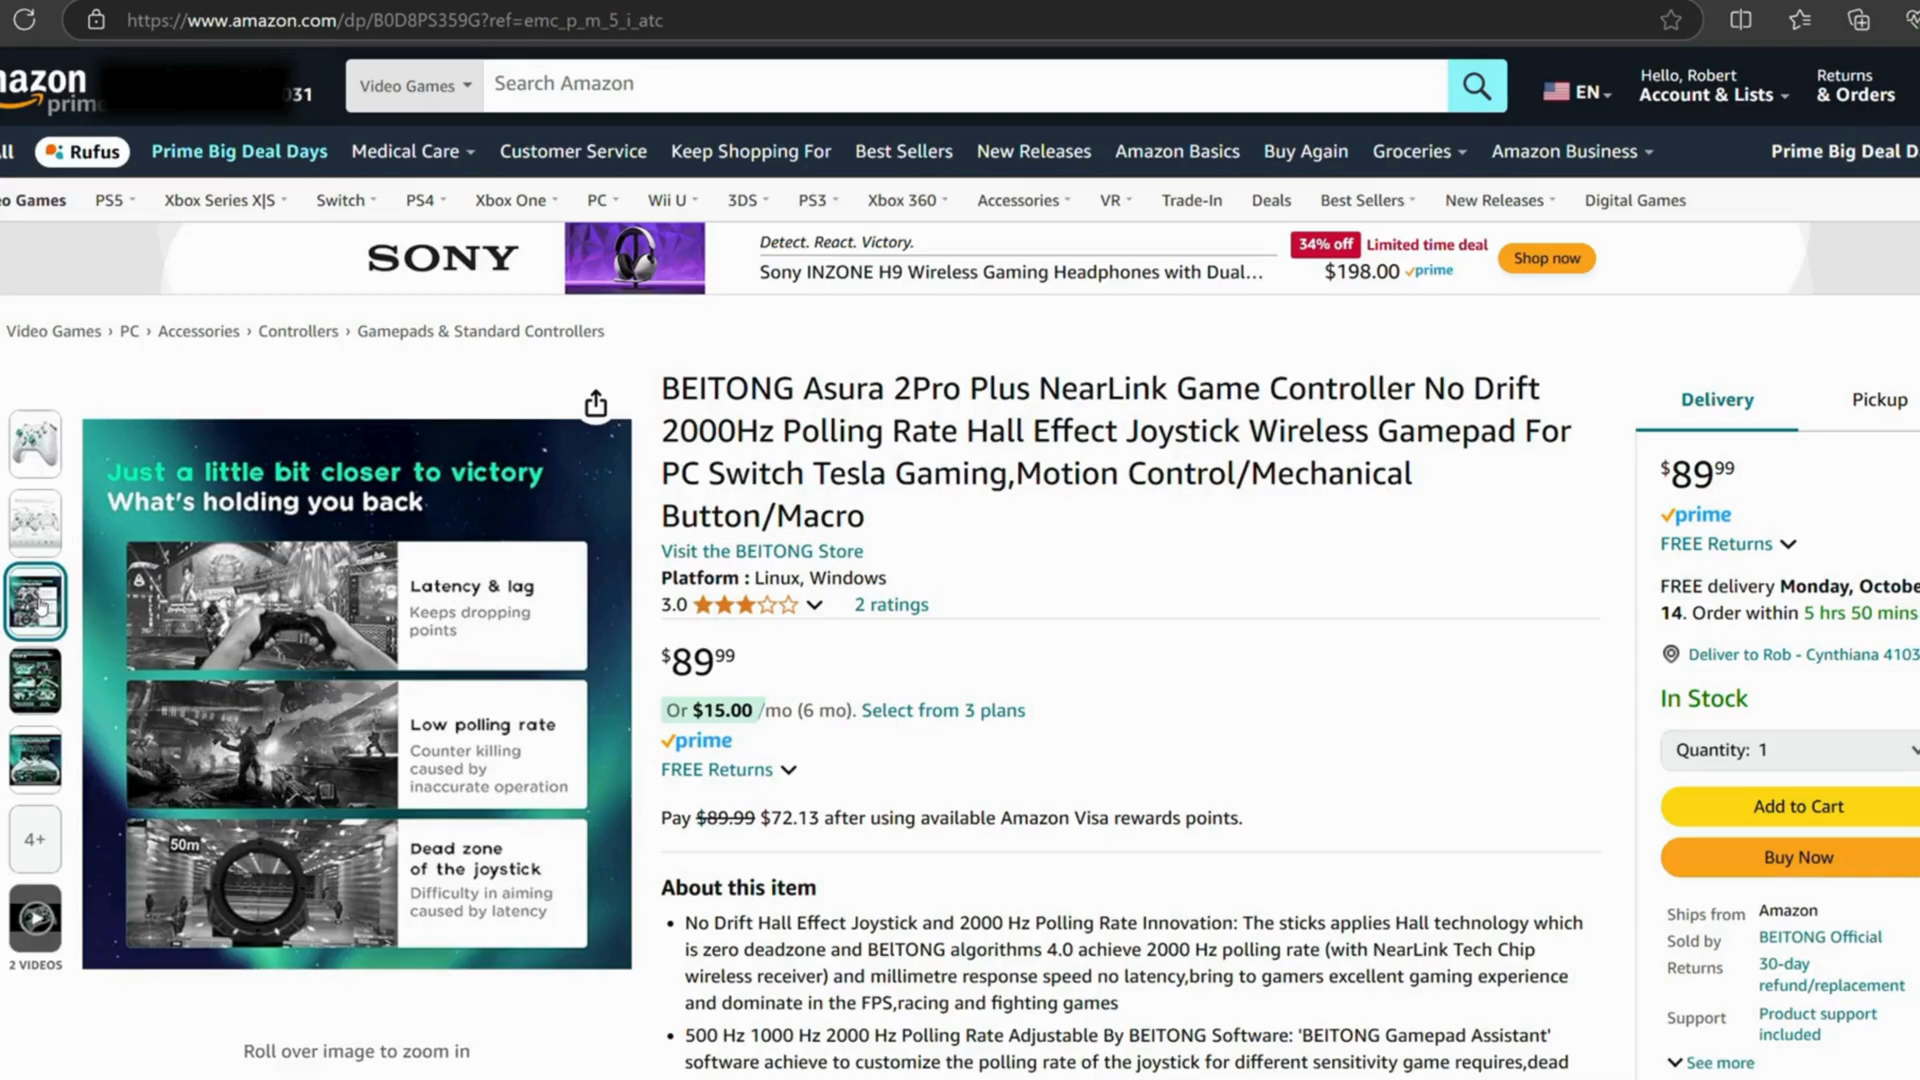 https://www.amazon.com/dp/B0D8PS359G?ref=emc_p_m_5_i_atc
mazon
prime
031
Video Games
Search Amazon
EN
Hello, Robert
Account & Lists
Returns
& Orders
ll
Rufus
Prime Big Deal Days
Medical Care
Customer Service
Keep Shopping For
Best Sellers
New Releases
Amazon Basics
Buy Again
Groceries
Amazon Business
Prime Big Deal D
o Games
PS5
Xbox Series X|S
Switch
PS4
Xbox One
PC
Wii U
3DS
PS3
Xbox 360
Accessories
VR
Trade-In
Deals
Best Sellers
New Releases
Digital Games
SONY
Detect. React. Victory.
Sony INZONE H9 Wireless Gaming Headphones with Dual...
34% off Limited time deal
$198.00 prime
Shop now
Video Games › PC › Accessories › Controllers › Gamepads & Standard Controllers
Just a little bit closer to victory
What's holding you back
Latency & lag
Keeps dropping
points
Low polling rate
Counter killing
caused by
inaccurate operation
50m
Dead zone
of the joystick
Difficulty in aiming
caused by latency
4+
2 VIDEOS
Roll over image to zoom in
BEITONG Asura 2Pro Plus NearLink Game Controller No Drift
2000Hz Polling Rate Hall Effect Joystick Wireless Gamepad For
PC Switch Tesla Gaming,Motion Control/Mechanical
Button/Macro
Visit the BEITONG Store
Platform : Linux, Windows
3.0
2 ratings
$8999
Or $15.00 /mo (6 mo). Select from 3 plans
prime
FREE Returns
Pay $89.99 $72.13 after using available Amazon Visa rewards points.
About this item
• No Drift Hall Effect Joystick and 2000 Hz Polling Rate Innovation: The sticks applies Hall technology which
is zero deadzone and BEITONG algorithms 4.0 achieve 2000 Hz polling rate (with NearLink Tech Chip
wireless receiver) and millimetre response speed no latency,bring to gamers excellent gaming experience
and dominate in the FPS,racing and fighting games
• 500 Hz 1000 Hz 2000 Hz Polling Rate Adjustable By BEITONG Software: 'BEITONG Gamepad Assistant'
software achieve to customize the polling rate of the joystick for different sensitivity game requires,dead
Delivery
Pickup
$8999
prime
FREE Returns
FREE delivery Monday, Octobe
14. Order within 5 hrs 50 mins
Deliver to Rob - Cynthiana 4103
In Stock
Quantity: 1
Add to Cart
Buy Now
Ships from
Amazon
Sold by
BEITONG Official
Returns
30-day
refund/replacement
Support
Product support
included
See more